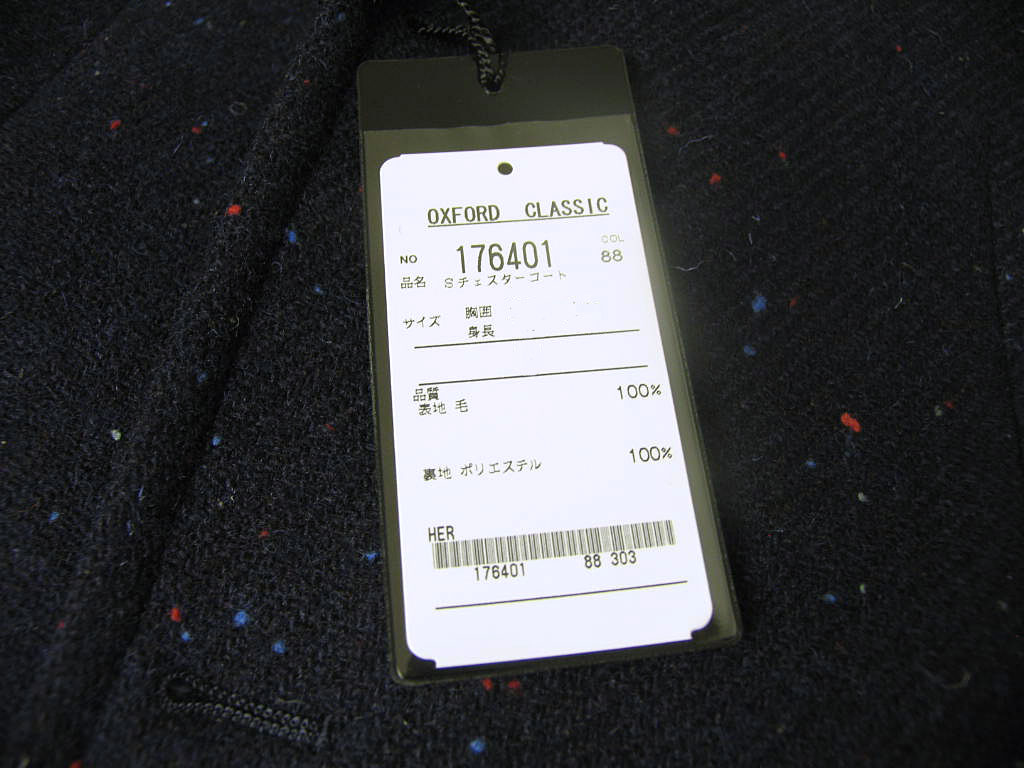 OXFORD CLASSIC
NO 176401 COL 88
品名 Sチェスターコート
サイズ 胸囲
身長
品質
表地 毛 100%
裏地 ポリエステル 100%
HER
176401 88 303